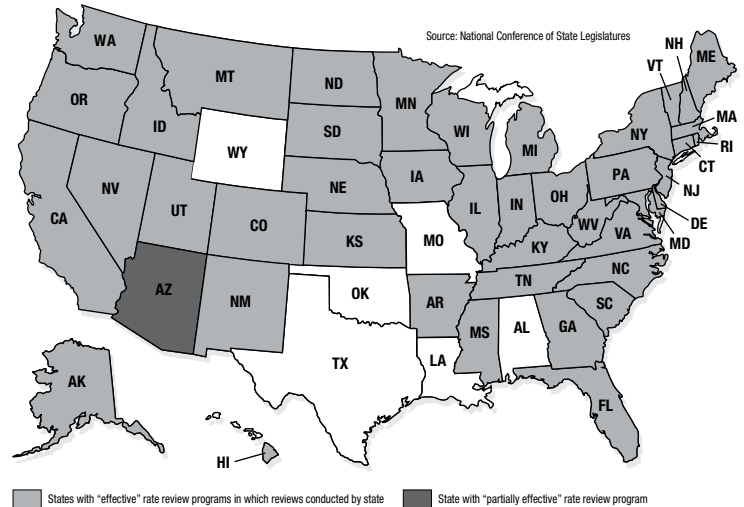 Source: National Conference of State Legislatures
WA
MT
ND
MN
VT
NH
ME
OR
ID
SD
WI
MI
NY
MA
RI
CT
WY
NV
UT
CO
NE
IA
IL
IN
OH
PA
NJ
DE
MD
CA
KS
MO
KY
WV
VA
AZ
NM
OK
AR
TN
NC
SC
TX
LA
MS
AL
GA
FL
AK
HI
States with “effective” rate review programs in which reviews conducted by state
State with “partially effective” rate review program